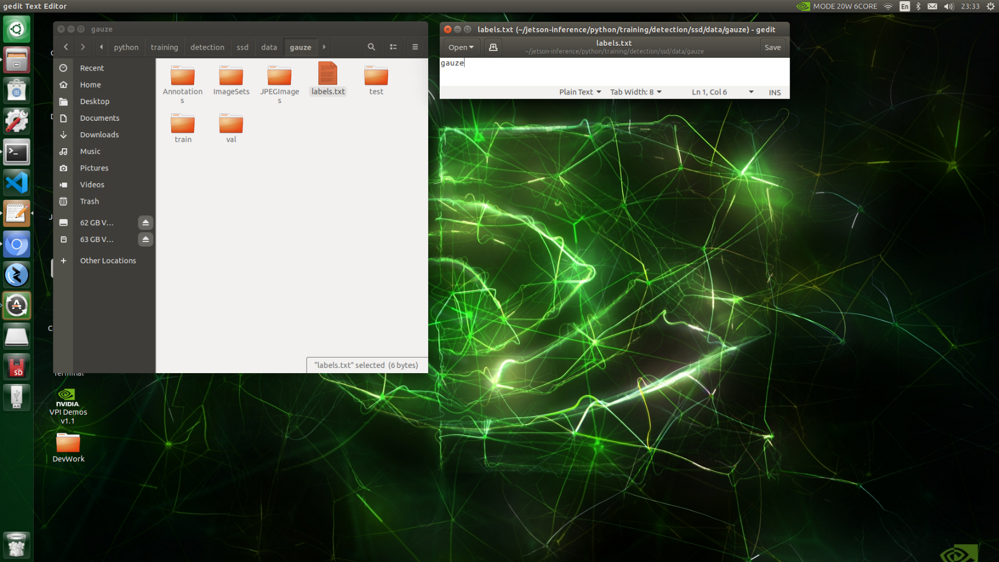 gedit Text Editor
MODE 20W 6CORE
En
23:33
gauze
python
training
detection
ssd
data
gauze
Recent
Home
Desktop
Documents
Downloads
Music
Pictures
Videos
Trash
62 GB V...
63 GB V...
Other Locations
Annotation
s
ImageSets
JPEGImage
s
labels.txt
test
train
val
"labels.txt" selected (6 bytes)
labels.txt (~/jetson-inference/python/training/detection/ssd/data/gauze) - gedit
Open
labels.txt
~/jetson-inference/python/training/detection/ssd/data/gauze
Save
gauze
Plain Text
Tab Width: 8
Ln 1, Col 6
INS
SD
Terminal
NVIDIA.
VPI Demos
v1.1
DevWork